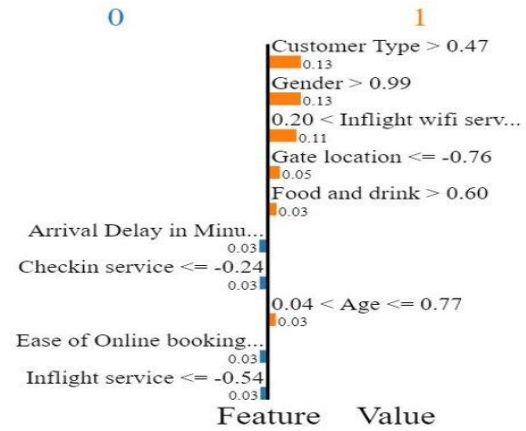 0 1
Customer Type > 0.47
0.13
Gender > 0.99
0.13
0.20 < Inflight wifi serv...
0.11
Gate location <= -0.76
0.05
Food and drink > 0.60
0.03
Arrival Delay in Minu...
0.03
Checkin service <= -0.24
0.03
0.04 < Age <= 0.77
0.03
Ease of Online booking...
0.03
Inflight service <= -0.54
0.03
Feature Value